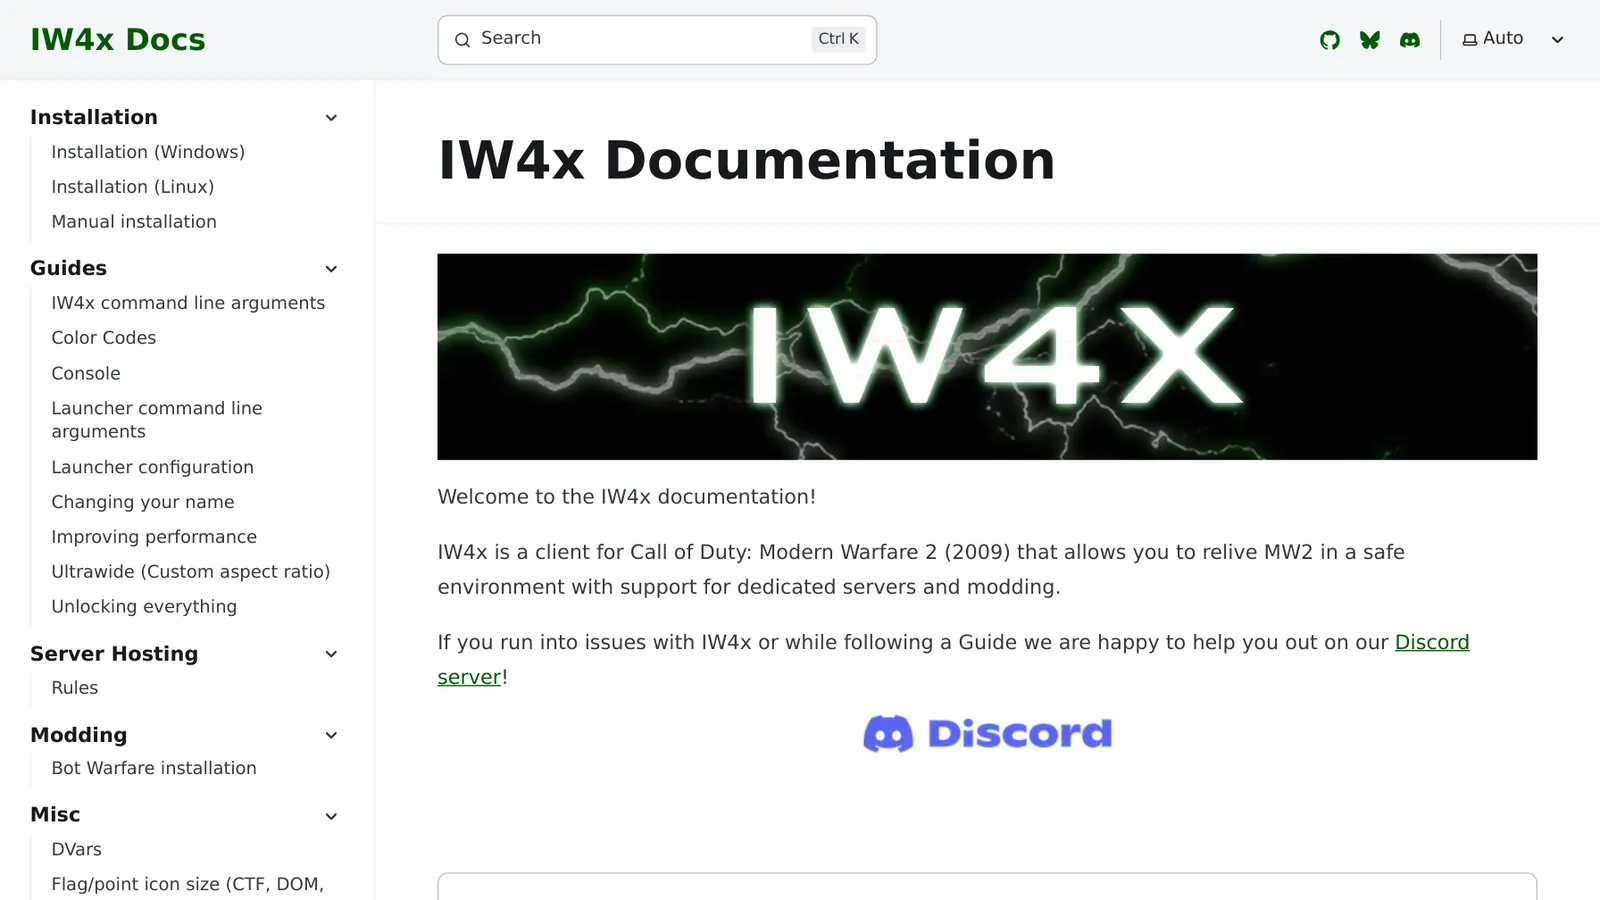 IW4x Docs
Search
Ctrl K
Auto
Installation
Installation (Windows)
Installation (Linux)
Manual installation
Guides
IW4x command line arguments
Color Codes
Console
Launcher command line
arguments
Launcher configuration
Changing your name
Improving performance
Ultrawide (Custom aspect ratio)
Unlocking everything
Server Hosting
Rules
Modding
Bot Warfare installation
Misc
DVars
Flag/point icon size (CTF, DOM,
IW4x Documentation
IW4X
Welcome to the IW4x documentation!
IW4x is a client for Call of Duty: Modern Warfare 2 (2009) that allows you to relive MW2 in a safe
environment with support for dedicated servers and modding.
If you run into issues with IW4x or while following a Guide we are happy to help you out on our Discord
server!
Discord